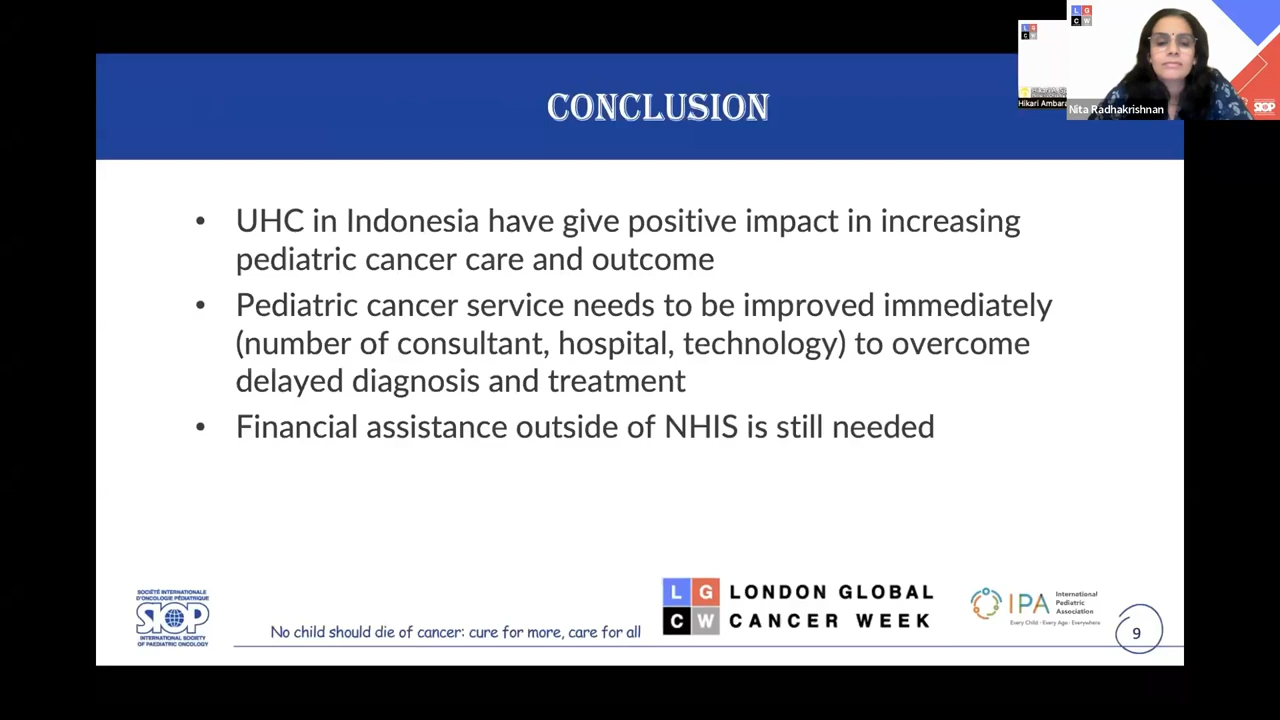 L G
C W
L G
C W
Hikari Ambara
Nita Radhakrishnan
SIOP
CONCLUSION
• UHC in Indonesia have give positive impact in increasing
pediatric cancer care and outcome
• Pediatric cancer service needs to be improved immediately
(number of consultant, hospital, technology) to overcome
delayed diagnosis and treatment
• Financial assistance outside of NHIS is still needed
SOCIÉTÉ INTERNATIONALE
D'ONCOLOGIE PÉDIATRIQUE
SIOP
INTERNATIONAL SOCIETY
OF PAEDIATRIC ONCOLOGY
No child should die of cancer: cure for more, care for all
L G
C W
LONDON GLOBAL
CANCER WEEK
IPA
International
Pediatric
Association
Every Child · Every Age · Everywhere
9